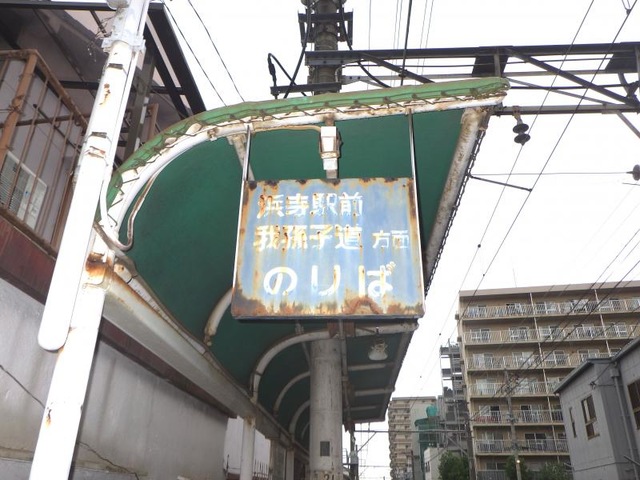 浜寺駅前
我孫子道 方面
のりば